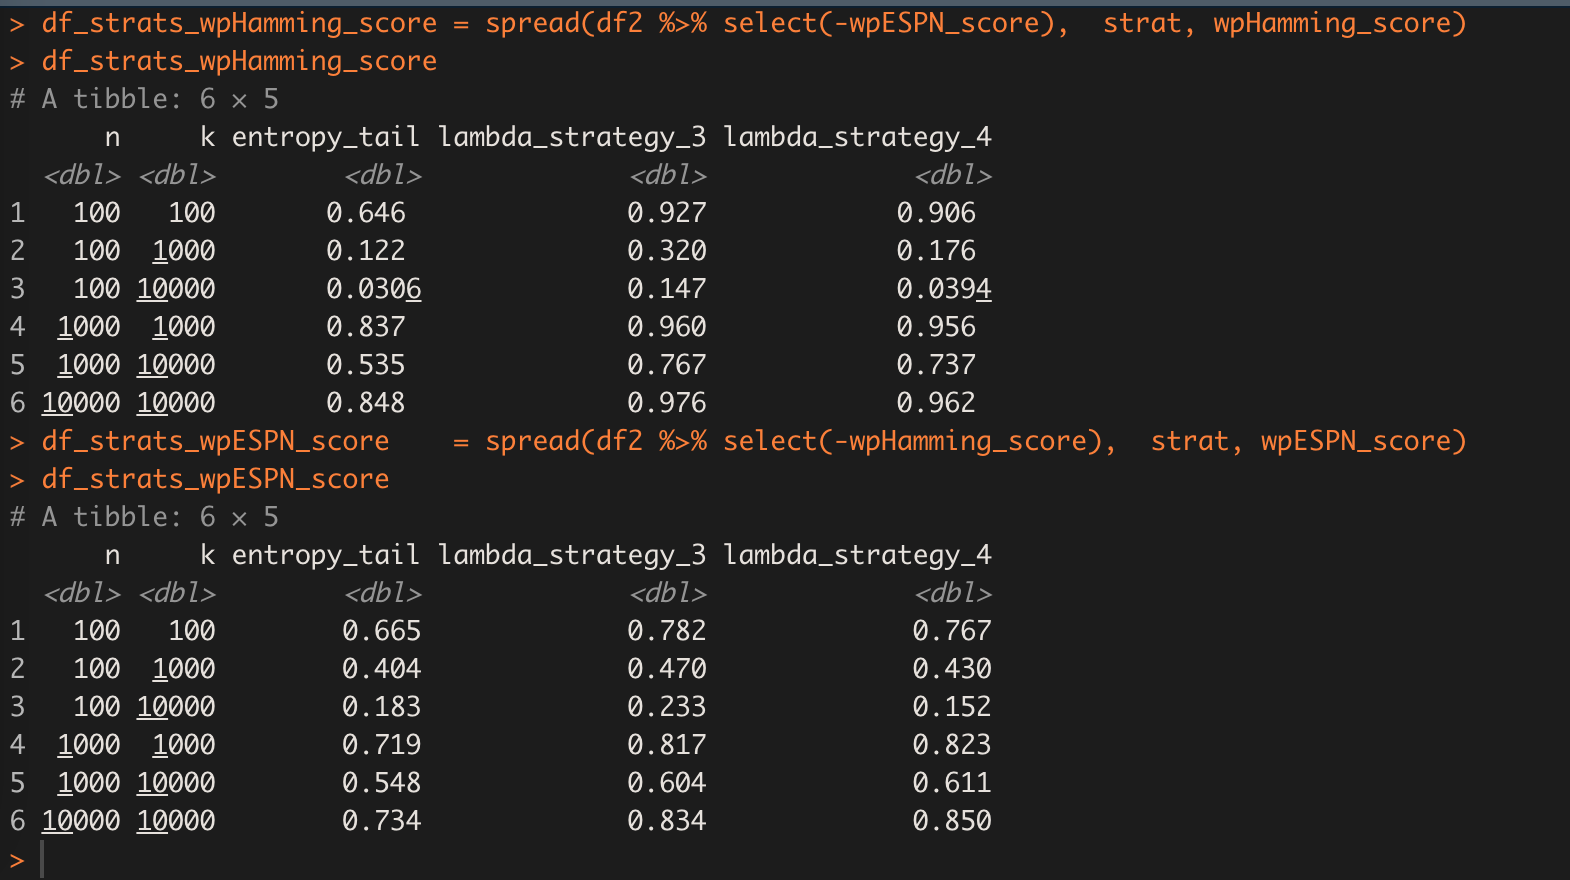 > df_strats_wpHamming_score = spread(df2 %>% select(-wpESPN_score),  strat, wpHamming_score)
> df_strats_wpHamming_score
# A tibble: 6 × 5
      n     k entropy_tail lambda_strategy_3 lambda_strategy_4
  <dbl> <dbl>        <dbl>             <dbl>             <dbl>
1   100   100       0.646              0.927            0.906
2   100  1000       0.122              0.320            0.176
3   100 10000       0.0306             0.147            0.0394
4  1000  1000       0.837              0.960            0.956
5  1000 10000       0.535              0.767            0.737
6 10000 10000       0.848              0.976            0.962
> df_strats_wpESPN_score    = spread(df2 %>% select(-wpHamming_score),  strat, wpESPN_score)
> df_strats_wpESPN_score
# A tibble: 6 × 5
      n     k entropy_tail lambda_strategy_3 lambda_strategy_4
  <dbl> <dbl>        <dbl>             <dbl>             <dbl>
1   100   100        0.665             0.782             0.767
2   100  1000        0.404             0.470             0.430
3   100 10000        0.183             0.233             0.152
4  1000  1000        0.719             0.817             0.823
5  1000 10000        0.548             0.604             0.611
6 10000 10000        0.734             0.834             0.850
>